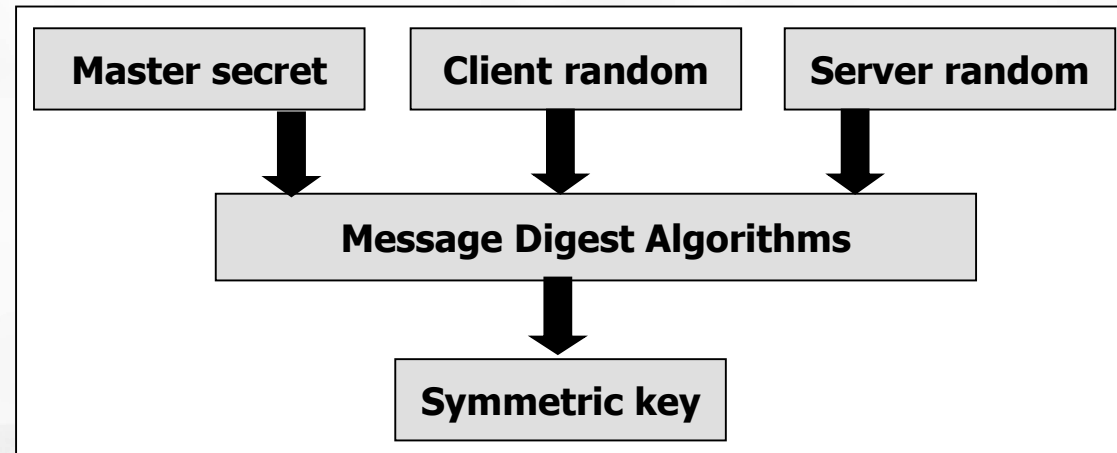 Master secret
Client random
Server random
Message Digest Algorithms
Symmetric key